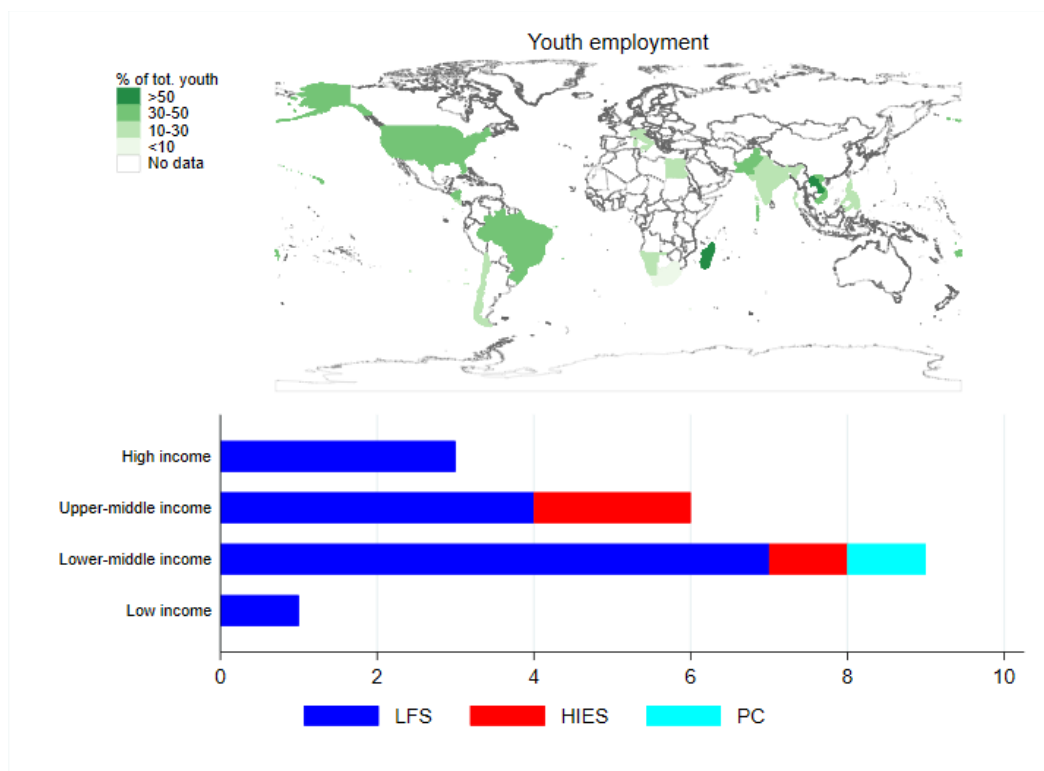 Youth employment
% of tot. youth
>50
30-50
10-30
<10
No data
High income
Upper-middle income
Lower-middle income
Low income
0 2 4 6 8 10
LFS HIES PC